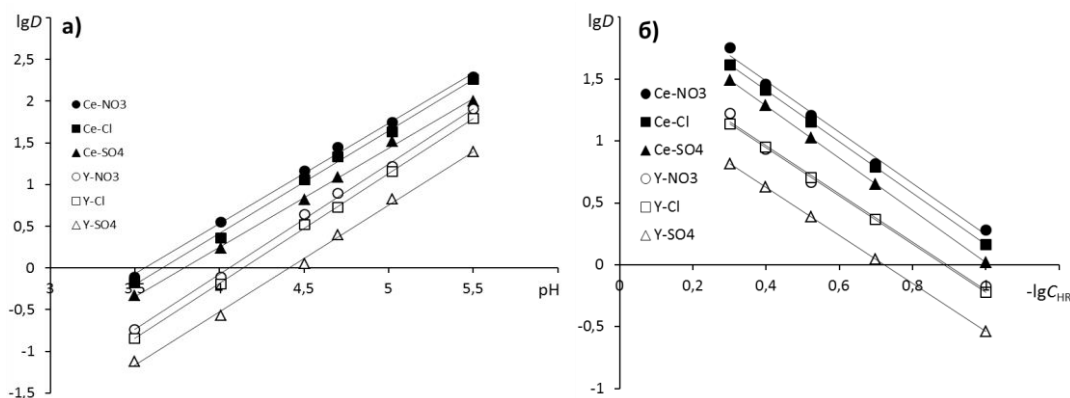 lgD
а)
2,5
2
1,5
1
0,5
0
-0,5
-1
-1,5
3
3,5
4
4,5
5
5,5
pH
Ce-NO3
Ce-Cl
Ce-SO4
Y-NO3
Y-Cl
Y-SO4
lgD
б)
1,5
1
0,5
0
-0,5
-1
0,2
0,4
0,6
0,8
-lgCHR
Ce-NO3
Ce-Cl
Ce-SO4
Y-NO3
Y-Cl
Y-SO4